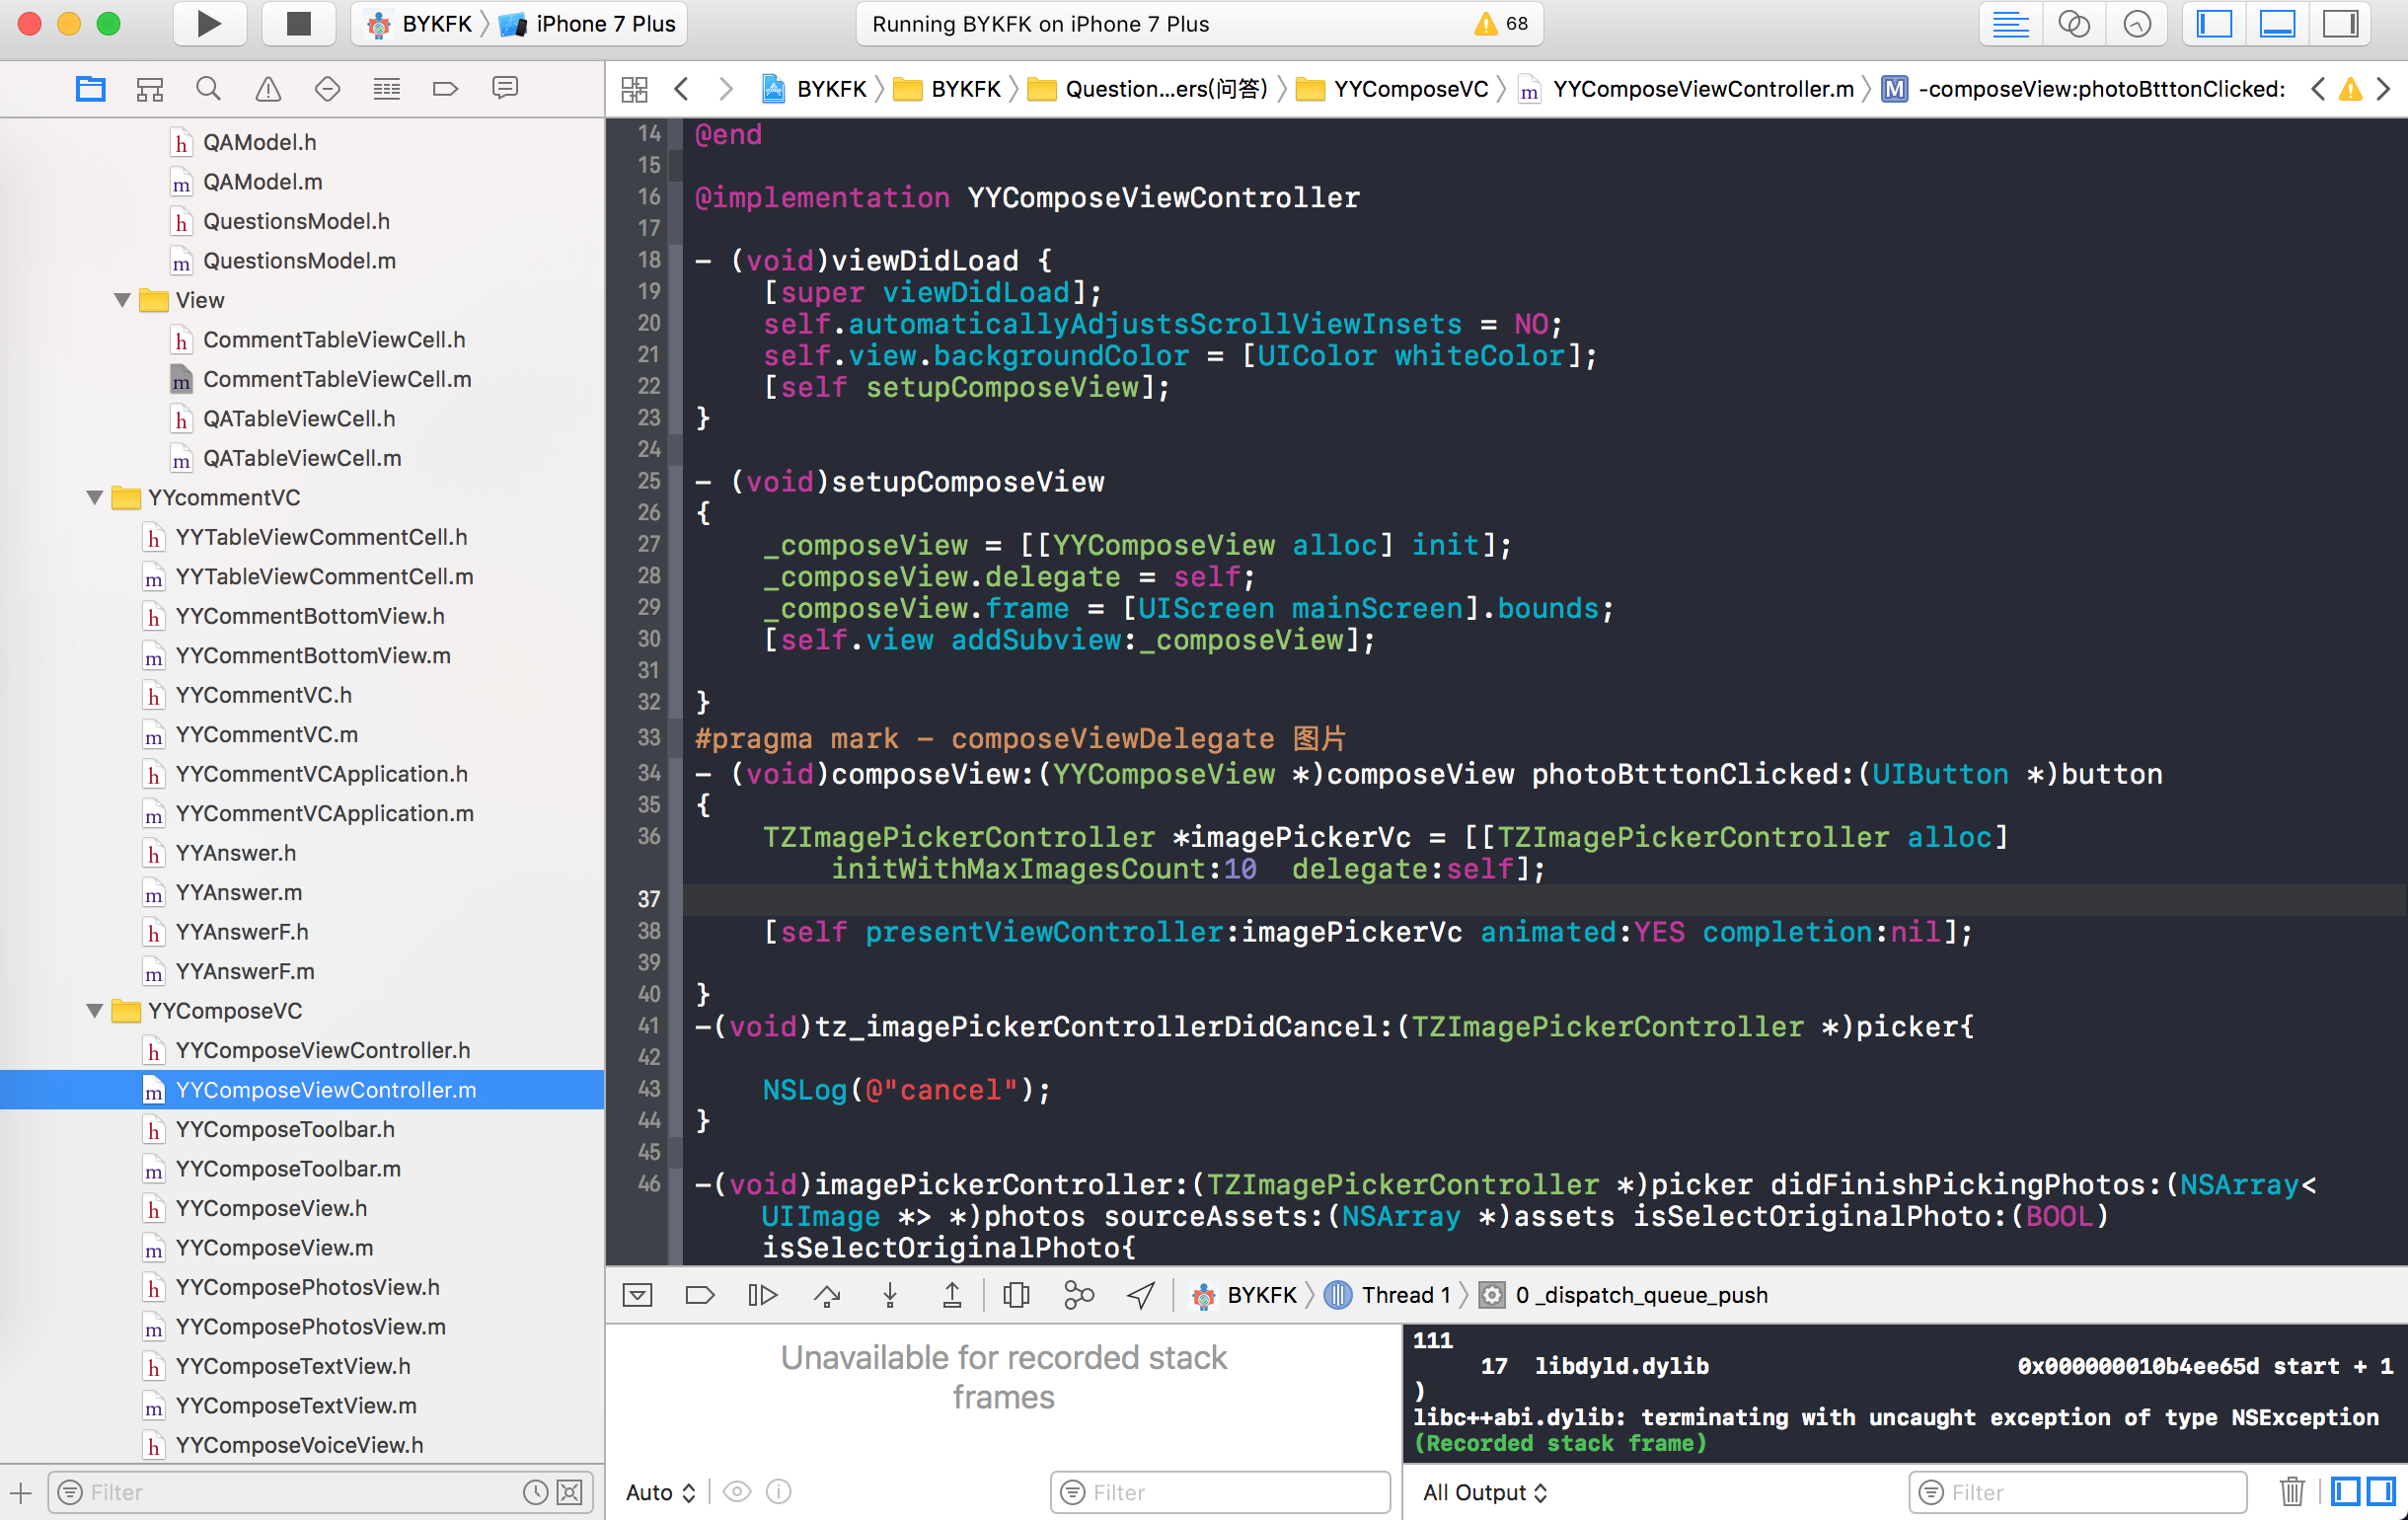 BYKFK iPhone 7 Plus
Running BYKFK on iPhone 7 Plus
68
BYKFK BYKFK Question...ers(问答) YYComposeVC YYComposeViewController.m -composeView:photoBtttonClicked:
QAModel.h
QAModel.m
QuestionsModel.h
QuestionsModel.m
View
CommentTableViewCell.h
CommentTableViewCell.m
QATableViewCell.h
QATableViewCell.m
YYcommentVC
YYTableViewCommentCell.h
YYTableViewCommentCell.m
YYCommentBottomView.h
YYCommentBottomView.m
YYCommentVC.h
YYCommentVC.m
YYCommentVCApplication.h
YYCommentVCApplication.m
YYAnswer.h
YYAnswer.m
YYAnswerF.h
YYAnswerF.m
YYComposeVC
YYComposeViewController.h
YYComposeViewController.m
YYComposeToolbar.h
YYComposeToolbar.m
YYComposeView.h
YYComposeView.m
YYComposePhotosView.h
YYComposePhotosView.m
YYComposeTextView.h
YYComposeTextView.m
YYComposeVoiceView.h
Filter
14 @end
15
16 @implementation YYComposeViewController
17
18 - (void)viewDidLoad {
19 [super viewDidLoad];
20 self.automaticallyAdjustsScrollViewInsets = NO;
21 self.view.backgroundColor = [UIColor whiteColor];
22 [self setupComposeView];
23 }
24
25 - (void)setupComposeView
26 {
27 _composeView = [[YYComposeView alloc] init];
28 _composeView.delegate = self;
29 _composeView.frame = [UIScreen mainScreen].bounds;
30 [self.view addSubview:_composeView];
31
32 }
33 #pragma mark - composeViewDelegate 图片
34 - (void)composeView:(YYComposeView *)composeView photoBtttonClicked:(UIButton *)button
35 {
36 TZImagePickerController *imagePickerVc = [[TZImagePickerController alloc]
initWithMaxImagesCount:10 delegate:self];
37
38 [self presentViewController:imagePickerVc animated:YES completion:nil];
39
40 }
41 -(void)tz_imagePickerControllerDidCancel:(TZImagePickerController *)picker{
42
43 NSLog(@"cancel");
44 }
45
46 -(void)imagePickerController:(TZImagePickerController *)picker didFinishPickingPhotos:(NSArray<
UIImage *> *)photos sourceAssets:(NSArray *)assets isSelectOriginalPhoto:(BOOL)
isSelectOriginalPhoto{
BYKFK Thread 1 0 _dispatch_queue_push
Unavailable for recorded stack
frames
Auto Filter
111
17 libdyld.dylib 0x000000010b4ee65d start + 1
)
libc++abi.dylib: terminating with uncaught exception of type NSException
(Recorded stack frame)
All Output Filter